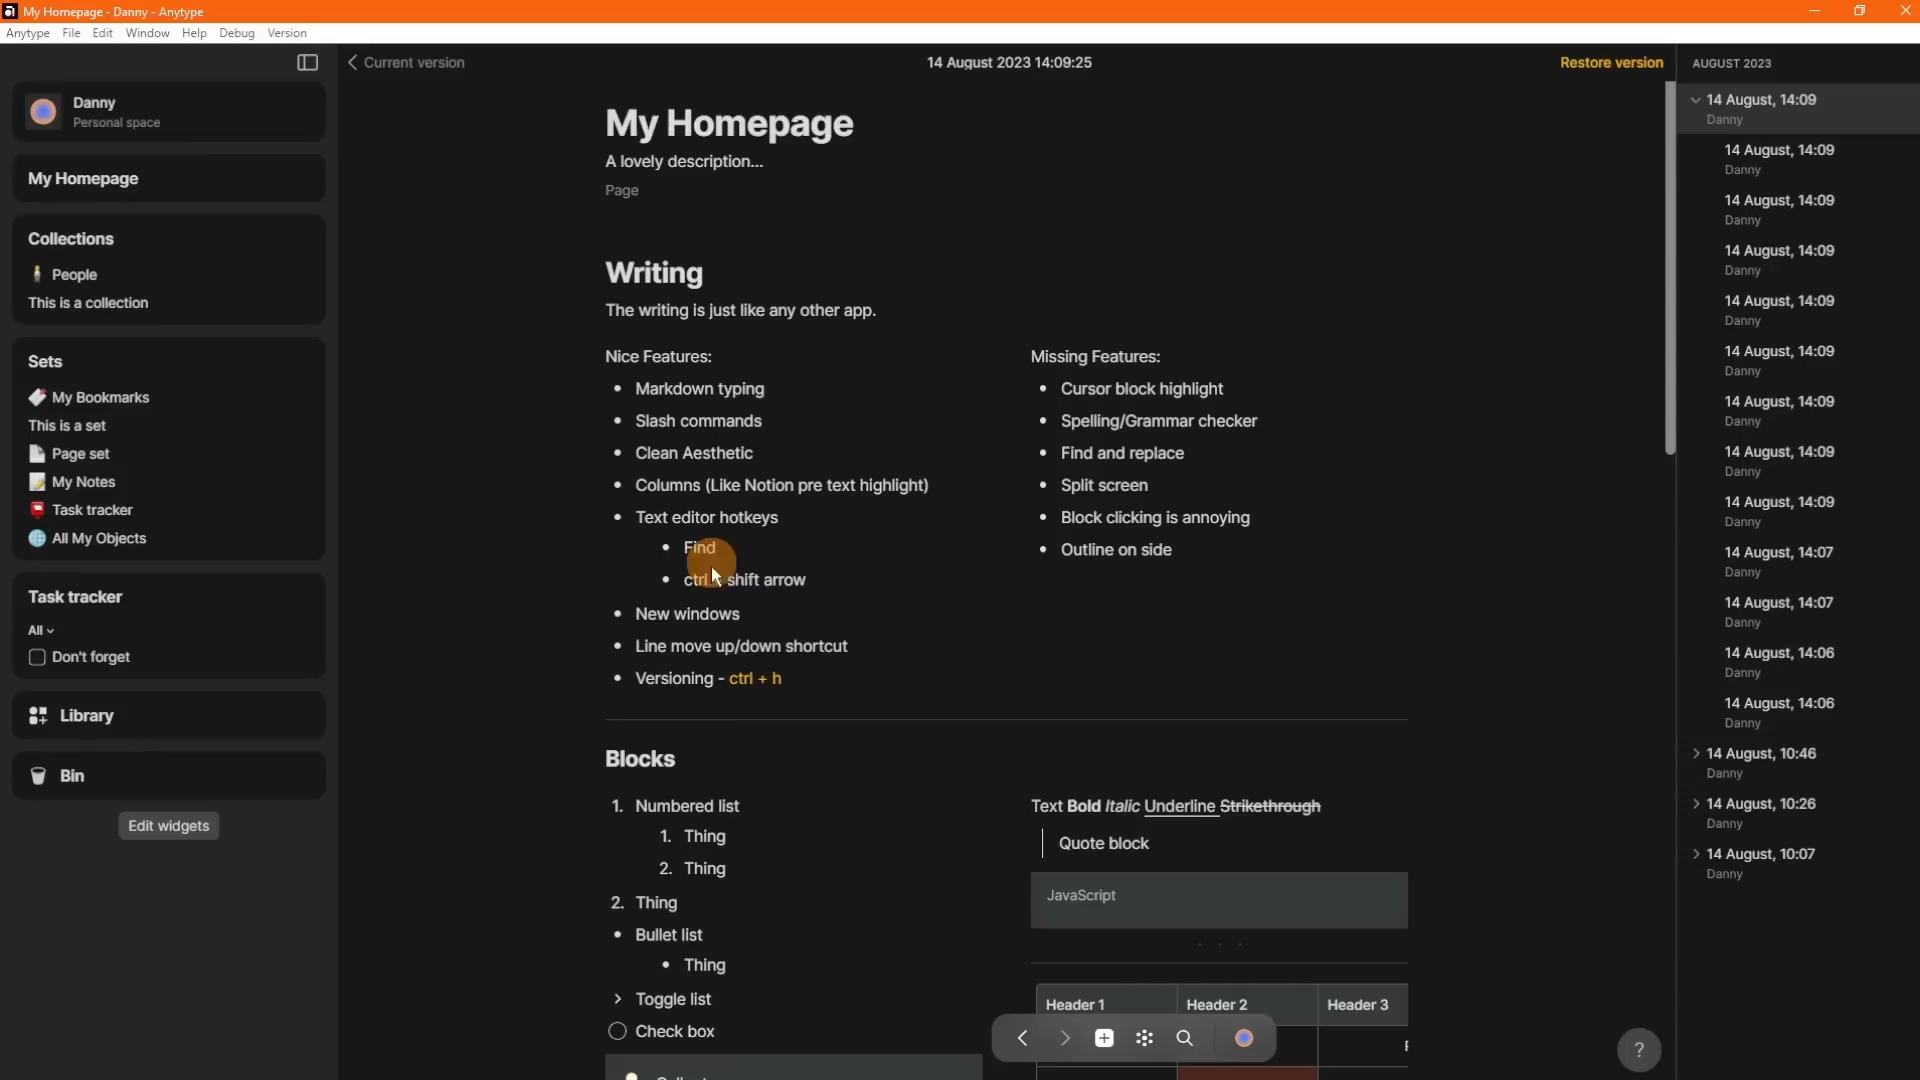 My Homepage - Danny - Anytype
Anytype File Edit Window Help Debug Version
Danny
Personal space
My Homepage
Collections
People
This is a collection
Sets
My Bookmarks
This is a set
Page set
My Notes
Task tracker
All My Objects
Task tracker
All
Don't forget
Library
Bin
Edit widgets
Current version
14 August 2023 14:09:25
Restore version
My Homepage
A lovely description...
Page
Writing
The writing is just like any other app.
Nice Features:
Markdown typing
Slash commands
Clean Aesthetic
Columns (Like Notion pre text highlight)
Text editor hotkeys
Find
ctrl + shift arrow
New windows
Line move up/down shortcut
Versioning - ctrl + h
Missing Features:
Cursor block highlight
Spelling/Grammar checker
Find and replace
Split screen
Block clicking is annoying
Outline on side
Blocks
1. Numbered list
1. Thing
2. Thing
2. Thing
Bullet list
Thing
Toggle list
Check box
Text Bold Italic Underline Strikethrough
Quote block
JavaScript
Header 1 Header 2 Header 3
?
AUGUST 2023
14 August, 14:09
Danny
14 August, 14:09
Danny
14 August, 14:09
Danny
14 August, 14:09
Danny
14 August, 14:09
Danny
14 August, 14:09
Danny
14 August, 14:09
Danny
14 August, 14:09
Danny
14 August, 14:09
Danny
14 August, 14:07
Danny
14 August, 14:07
Danny
14 August, 14:06
Danny
14 August, 14:06
Danny
14 August, 10:46
Danny
14 August, 10:26
Danny
14 August, 10:07
Danny